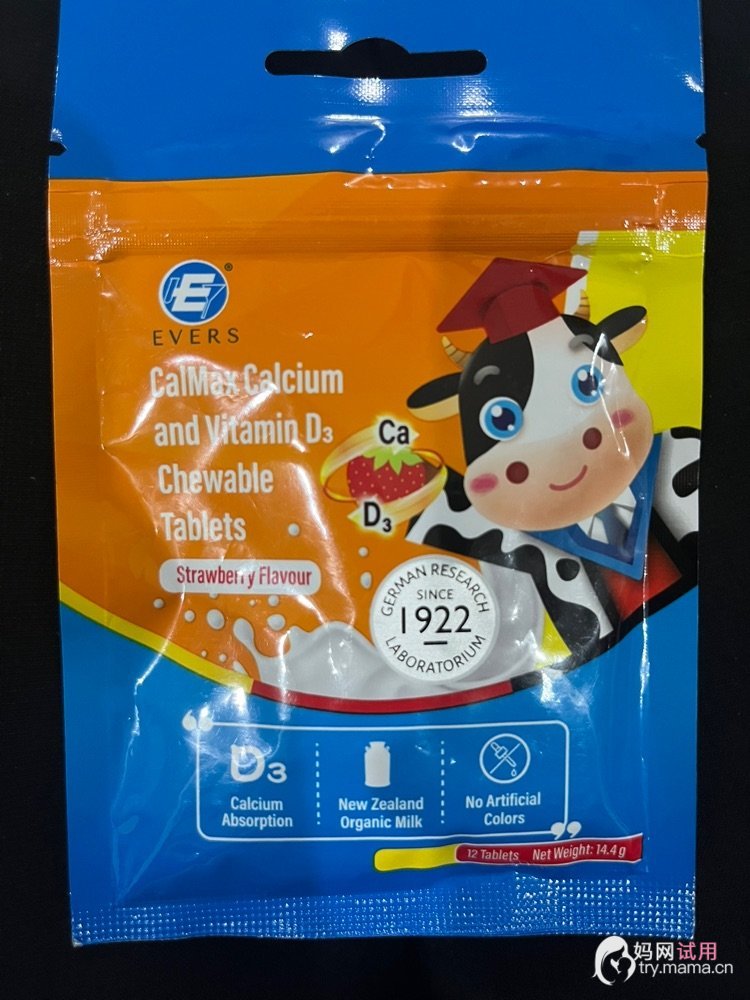 E7
®
EVERS
CalMax Calcium
and Vitamin D₃
Chewable
Tablets
Strawberry Flavour
Ca
D₃
GERMAN RESEARCH
SINCE
1922
LABORATORIUM
“
D₃
Calcium
Absorption
New Zealand
Organic Milk
No Artificial
Colors
”
12 Tablets Net Weight: 14.4 g
妈网试用
try.mama.cn